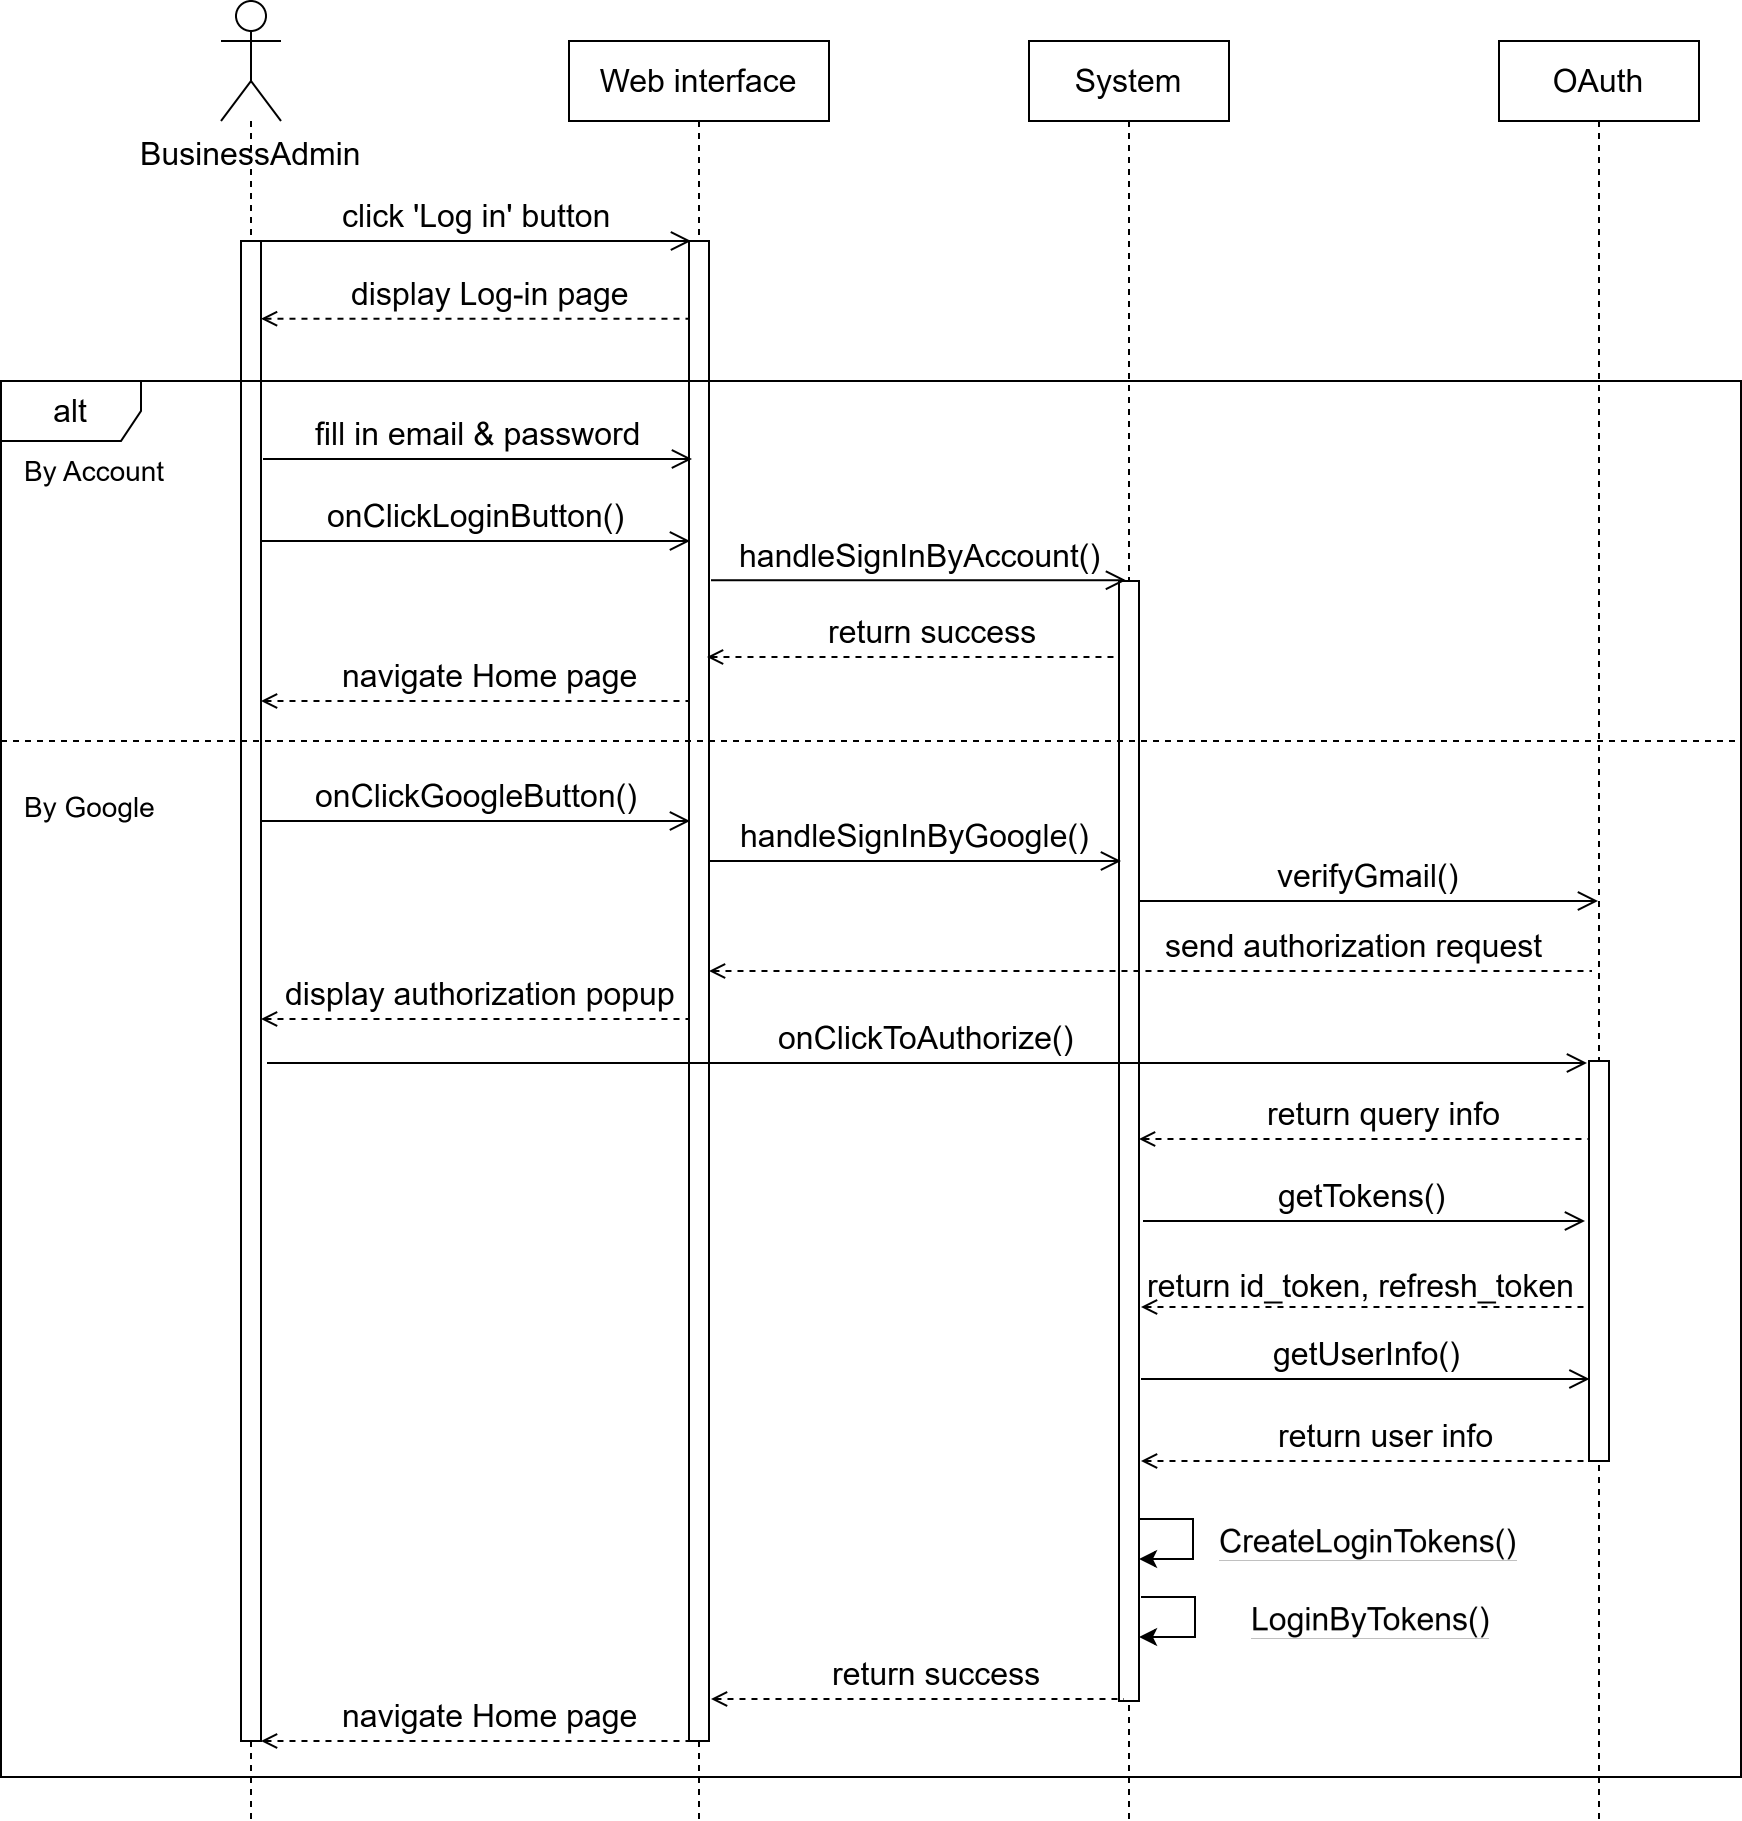 Web interface
System
OAuth
BusinessAdmin
click 'Log in' button
display Log-in page
alt
fill in email & password
By Account
onClickLoginButton()
handleSignInByAccount()
return success
navigate Home page
onClickGoogleButton()
By Google
handleSignInByGoogle()
verifyGmail()
send authorization request
display authorization popup
onClickToAuthorize()
return query info
getTokens()
return id_token, refresh_token
getUserInfo()
return user info
CreateLoginTokens()
LoginByTokens()
return success
navigate Home page